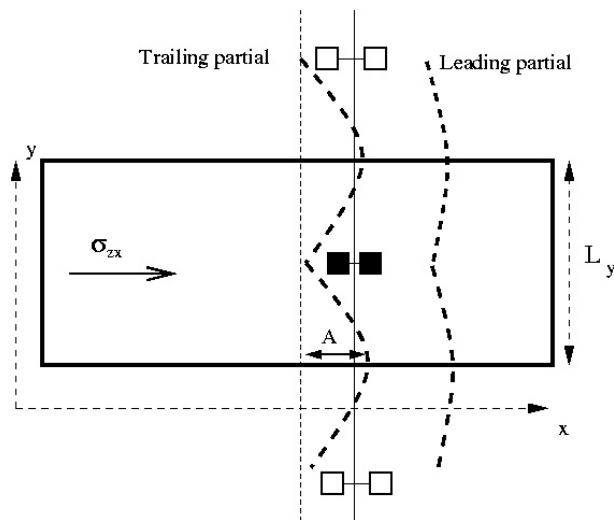 Trailing partial
Leading partial
y
σzx
A
Ly
x